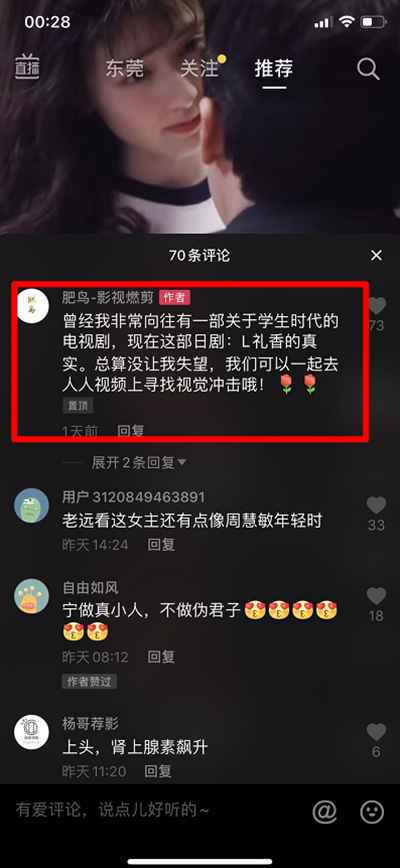 00:28
直播
东莞
关注
推荐
70条评论
肥鸟-影视燃剪 作者
曾经我非常向往有一部关于学生时代的
电视剧，现在这部日剧：L礼香的真
实。总算没让我失望，我们可以一起去
人人视频上寻找视觉冲击哦！🌹🌹
置顶
1天前 回复
73
展开2条回复
用户3120849463891
老远看这女主还有点像周慧敏年轻时
昨天14:24 回复
33
自由如风
宁做真小人，不做伪君子😍😍😍😍
😍😍
昨天08:12 回复
18
作者赞过
杨哥荐影
上头，肾上腺素飙升
昨天11:20 回复
6
有爱评论，说点儿好听的~